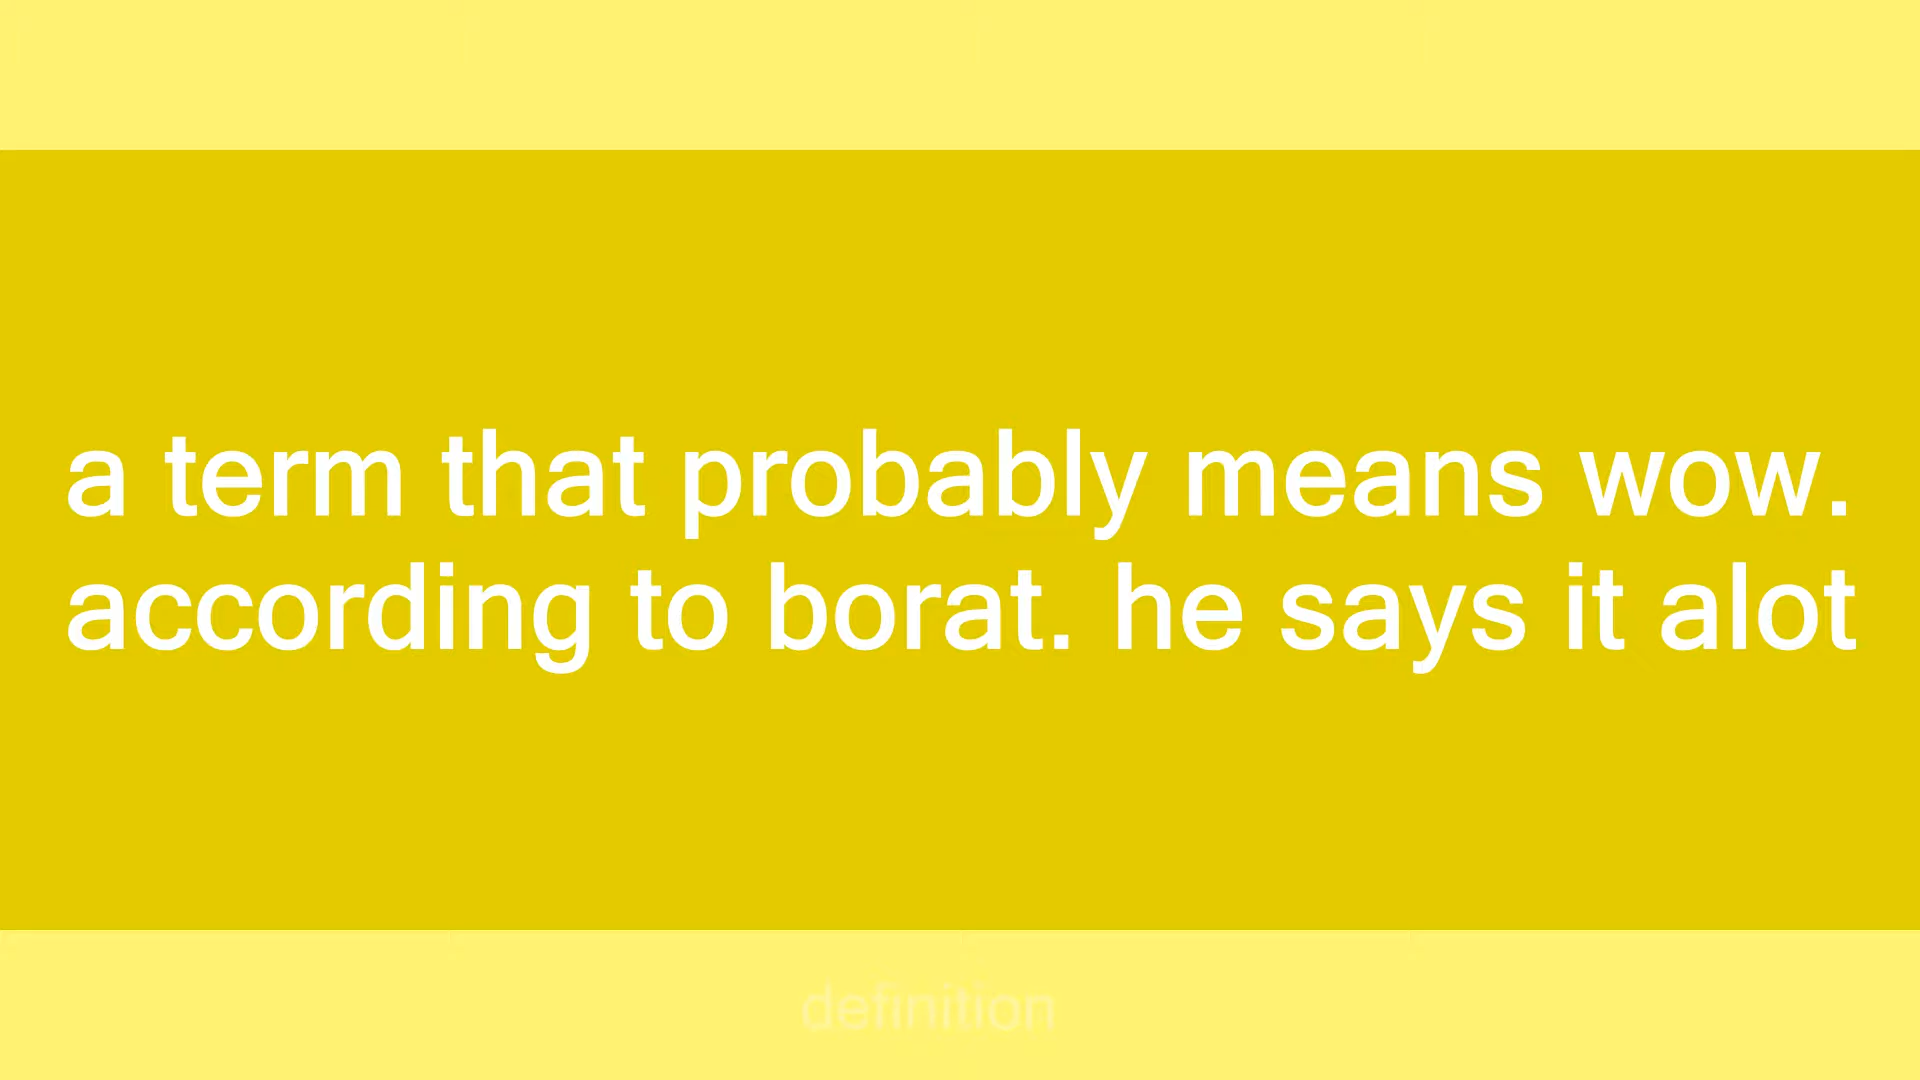 a term that probably means wow.
according to borat. he says it alot
definition